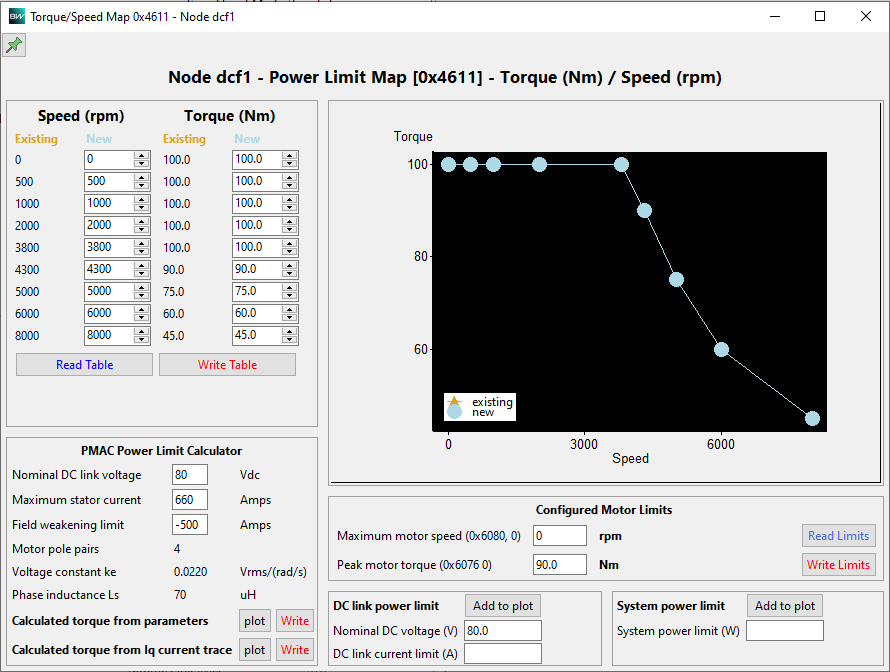 BW Torque/Speed Map 0x4611 - Node dcf1
Node dcf1 - Power Limit Map [0x4611] - Torque (Nm) / Speed (rpm)
Speed (rpm) Torque (Nm)
Existing New Existing New
0 0 100.0 100.0
500 500 100.0 100.0
1000 1000 100.0 100.0
2000 2000 100.0 100.0
3800 3800 100.0 100.0
4300 4300 90.0 90.0
5000 5000 75.0 75.0
6000 6000 60.0 60.0
8000 8000 45.0 45.0
Read Table Write Table
Torque
100
80
60
existing
new
0 3000 6000
Speed
PMAC Power Limit Calculator
Nominal DC link voltage 80 Vdc
Maximum stator current 660 Amps
Field weakening limit -500 Amps
Motor pole pairs 4
Voltage constant ke 0.0220 Vrms/(rad/s)
Phase inductance Ls 70 uH
Calculated torque from parameters plot Write
Calculated torque from Iq current trace plot Write
Configured Motor Limits
Maximum motor speed (0x6080, 0) 0 rpm Read Limits
Peak motor torque (0x6076 0) 90.0 Nm Write Limits
DC link power limit Add to plot
Nominal DC voltage (V) 80.0
DC link current limit (A)
System power limit Add to plot
System power limit (W)